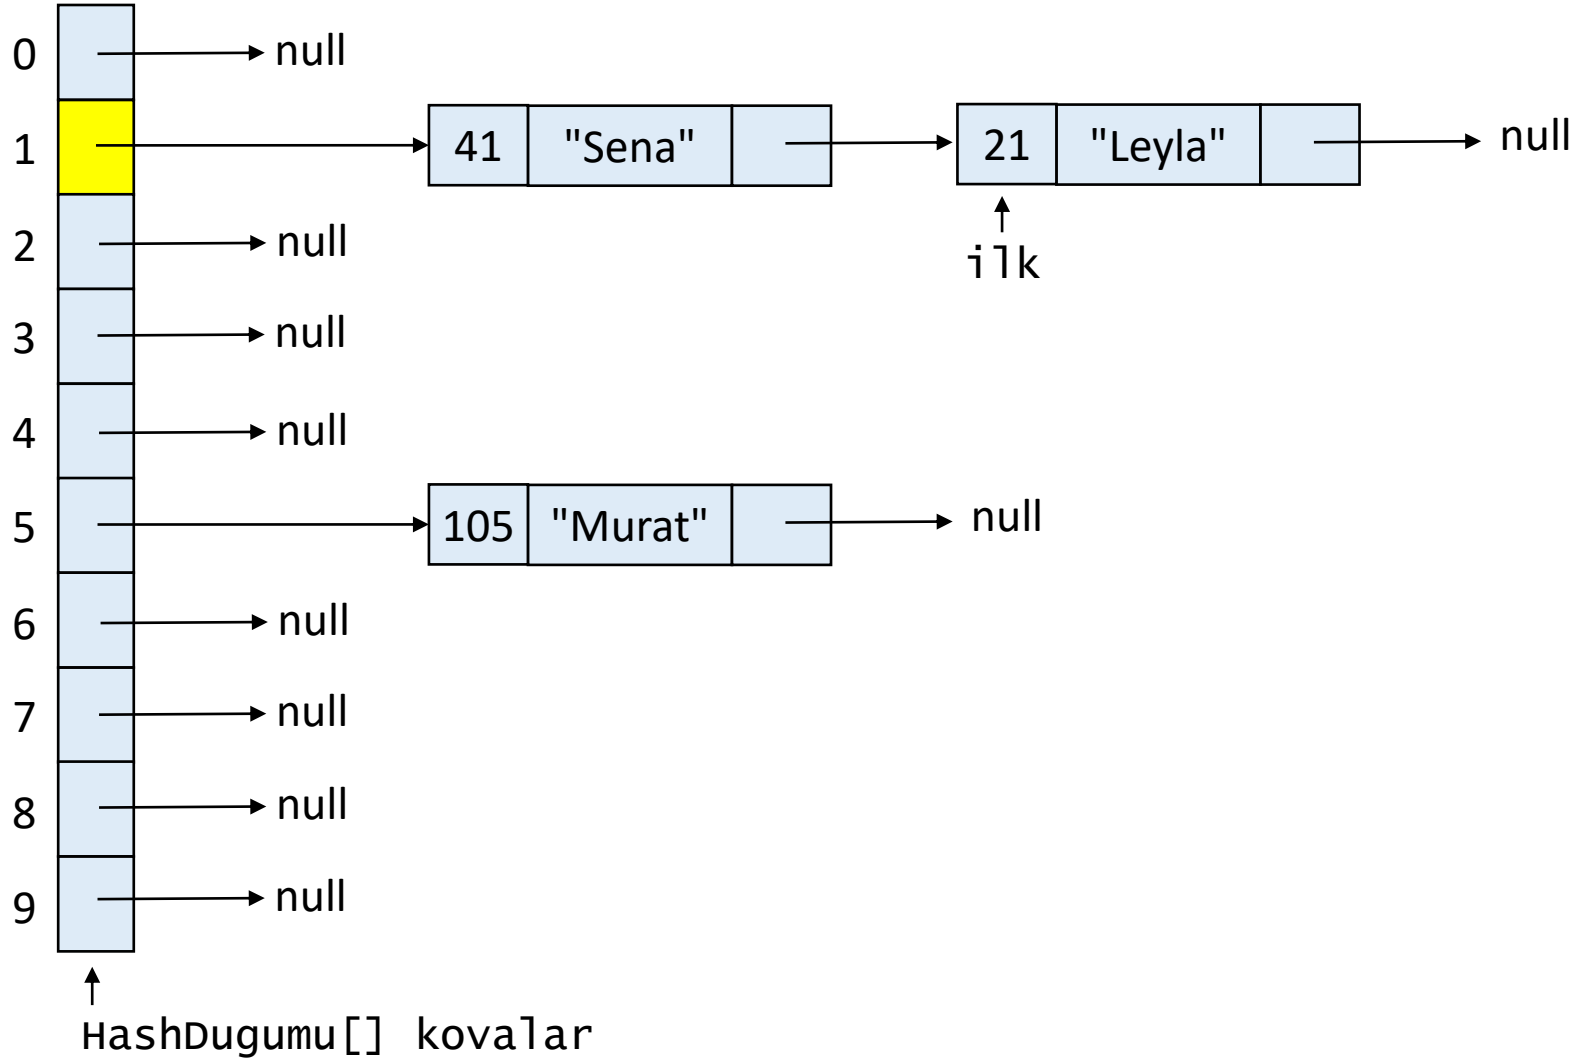 0 null
1 41 "Sena" 21 "Leyla" null
ilk
2 null
3 null
4 null
5 105 "Murat" null
6 null
7 null
8 null
9 null
HashDugumu[] kovalar